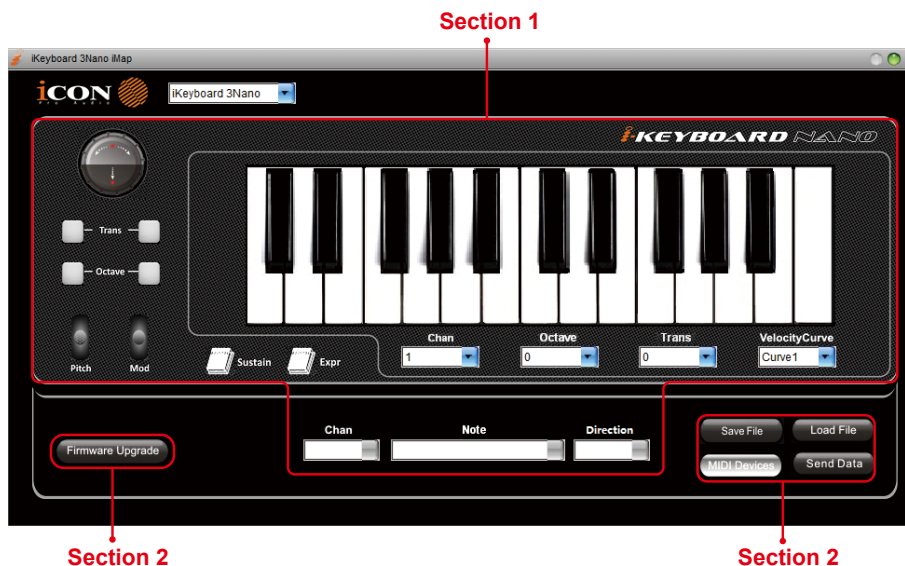 Section 1
iKeyboard 3Nano iMap
iCON
Pro Audio
iKeyboard 3Nano
i-KEYBOARD NANO
Trans
Octave
Pitch
Mod
Sustain
Expr
Chan
Octave
Trans
VelocityCurve
1
0
0
Curve1
Chan
Note
Direction
Firmware Upgrade
Save File
Load File
MIDI Devices
Send Data
Section 2
Section 2